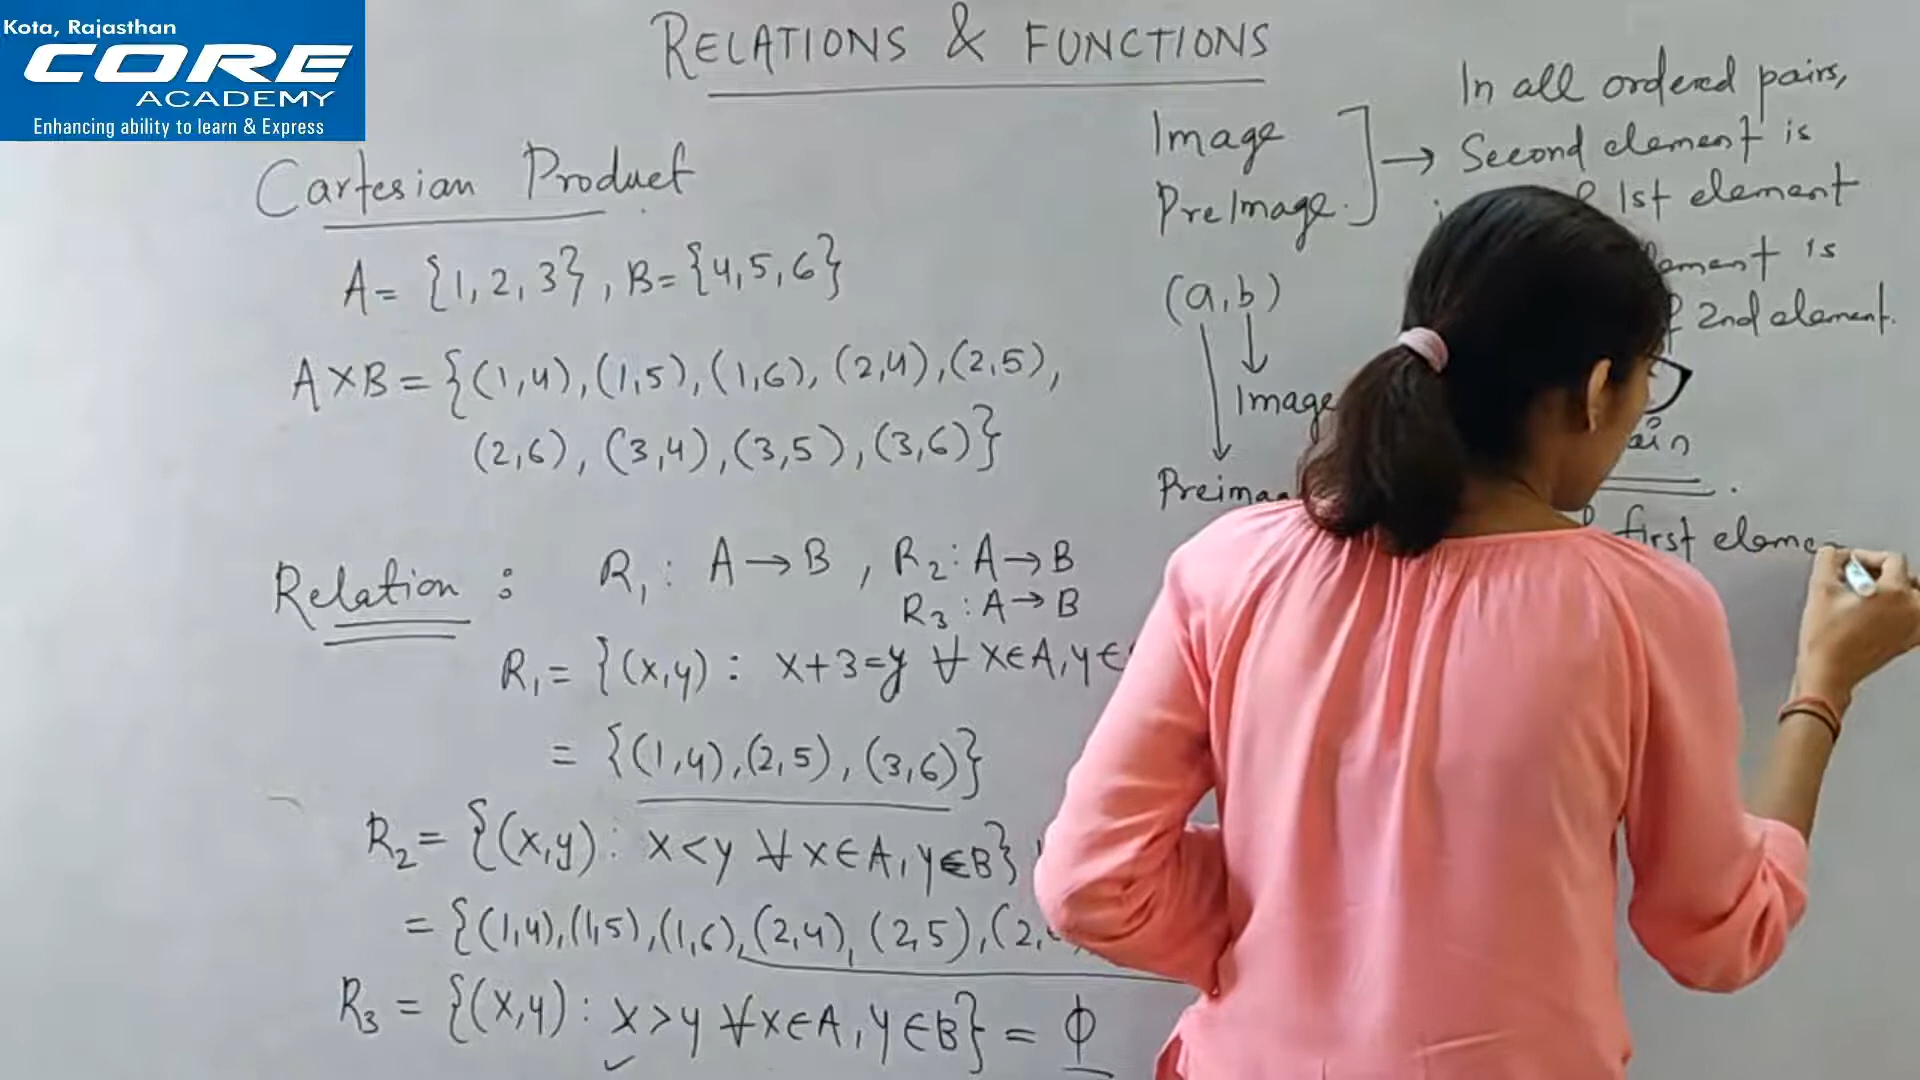 Kota, Rajasthan
CORE
ACADEMY
Enhancing ability to learn & Express
RELATIONS & FUNCTIONS
Cartesian Product
A = {1, 2, 3}, B = {4, 5, 6}
A X B = {(1,4), (1,5), (1,6), (2,4), (2,5),
(2,6), (3,4), (3,5), (3,6)}
Relation :
R₁ : A → B , R₂ : A → B
R₃ : A → B
R₁ = {(x,y) : x+3=y ∀ x∈A, y∈
= {(1,4), (2,5), (3,6)}
R₂ = {(x,y) : x<y ∀ x∈A, y∈B}
= {(1,4), (1,5), (1,6), (2,4), (2,5), (2,
R₃ = {(x,y) : x>y ∀ x∈A, y∈B} = Φ
Image
PreImage.
→
In all ordered pairs,
Second element is
1st element
is
2nd element.
(a,b)
Image
first